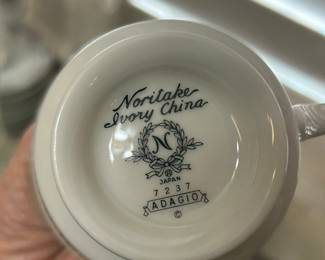 Noritake
Ivory China
N
JAPAN
7237
ADAGIO
©